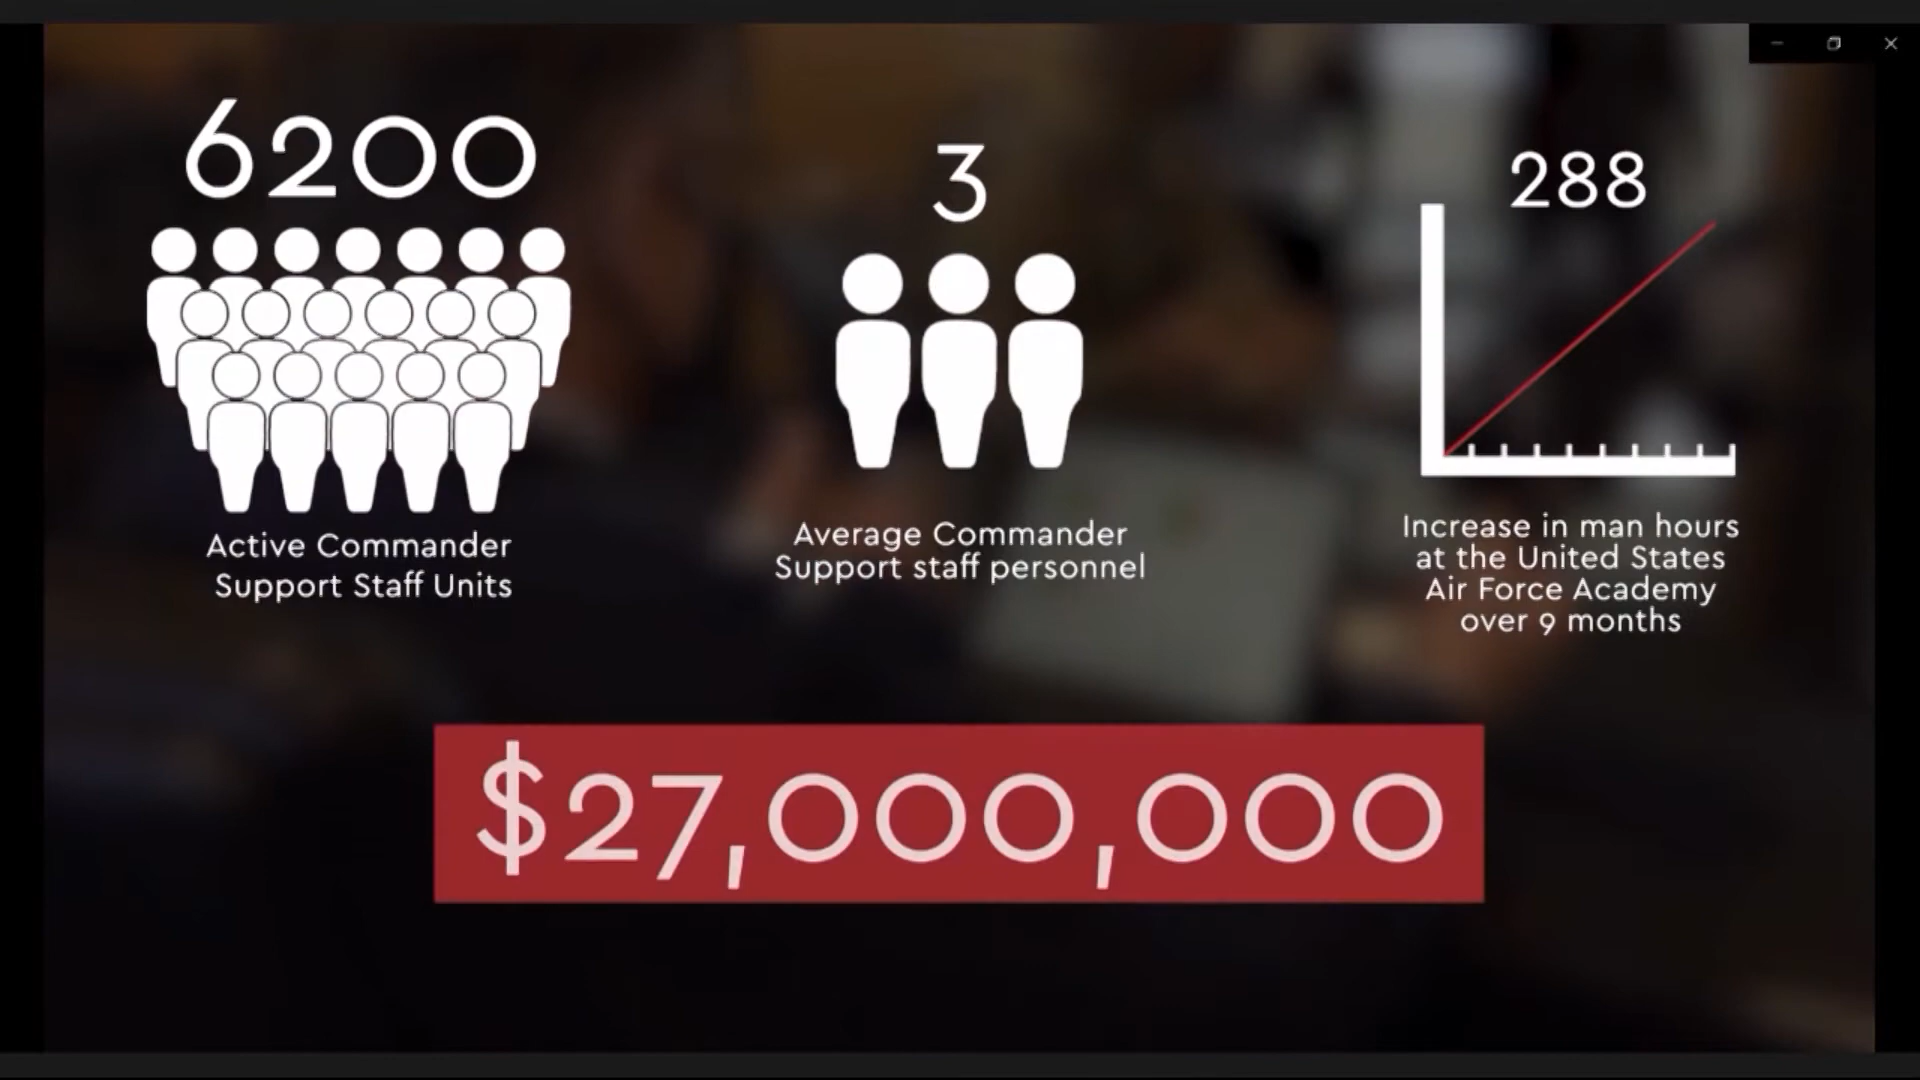 6200
Active Commander
Support Staff Units
3
Average Commander
Support staff personnel
288
Increase in man hours
at the United States
Air Force Academy
over 9 months
$27,000,000